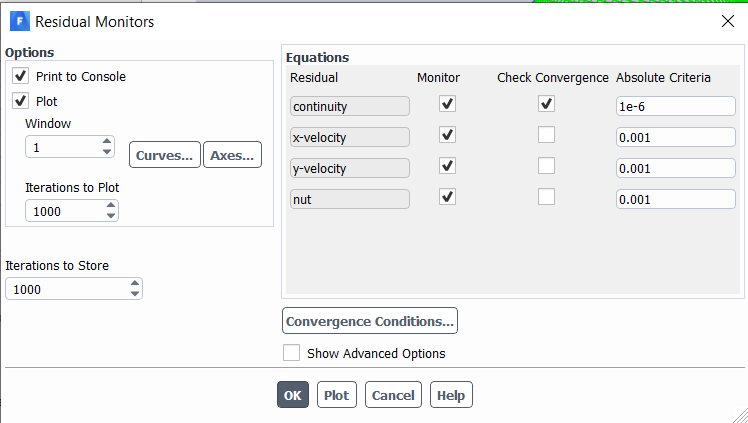 F Residual Monitors
Options
Print to Console
Plot
Window
1
Curves... Axes...
Iterations to Plot
1000
Iterations to Store
1000
Equations
Residual Monitor Check Convergence Absolute Criteria
continuity 1e-6
x-velocity 0.001
y-velocity 0.001
nut 0.001
Convergence Conditions...
Show Advanced Options
OK Plot Cancel Help